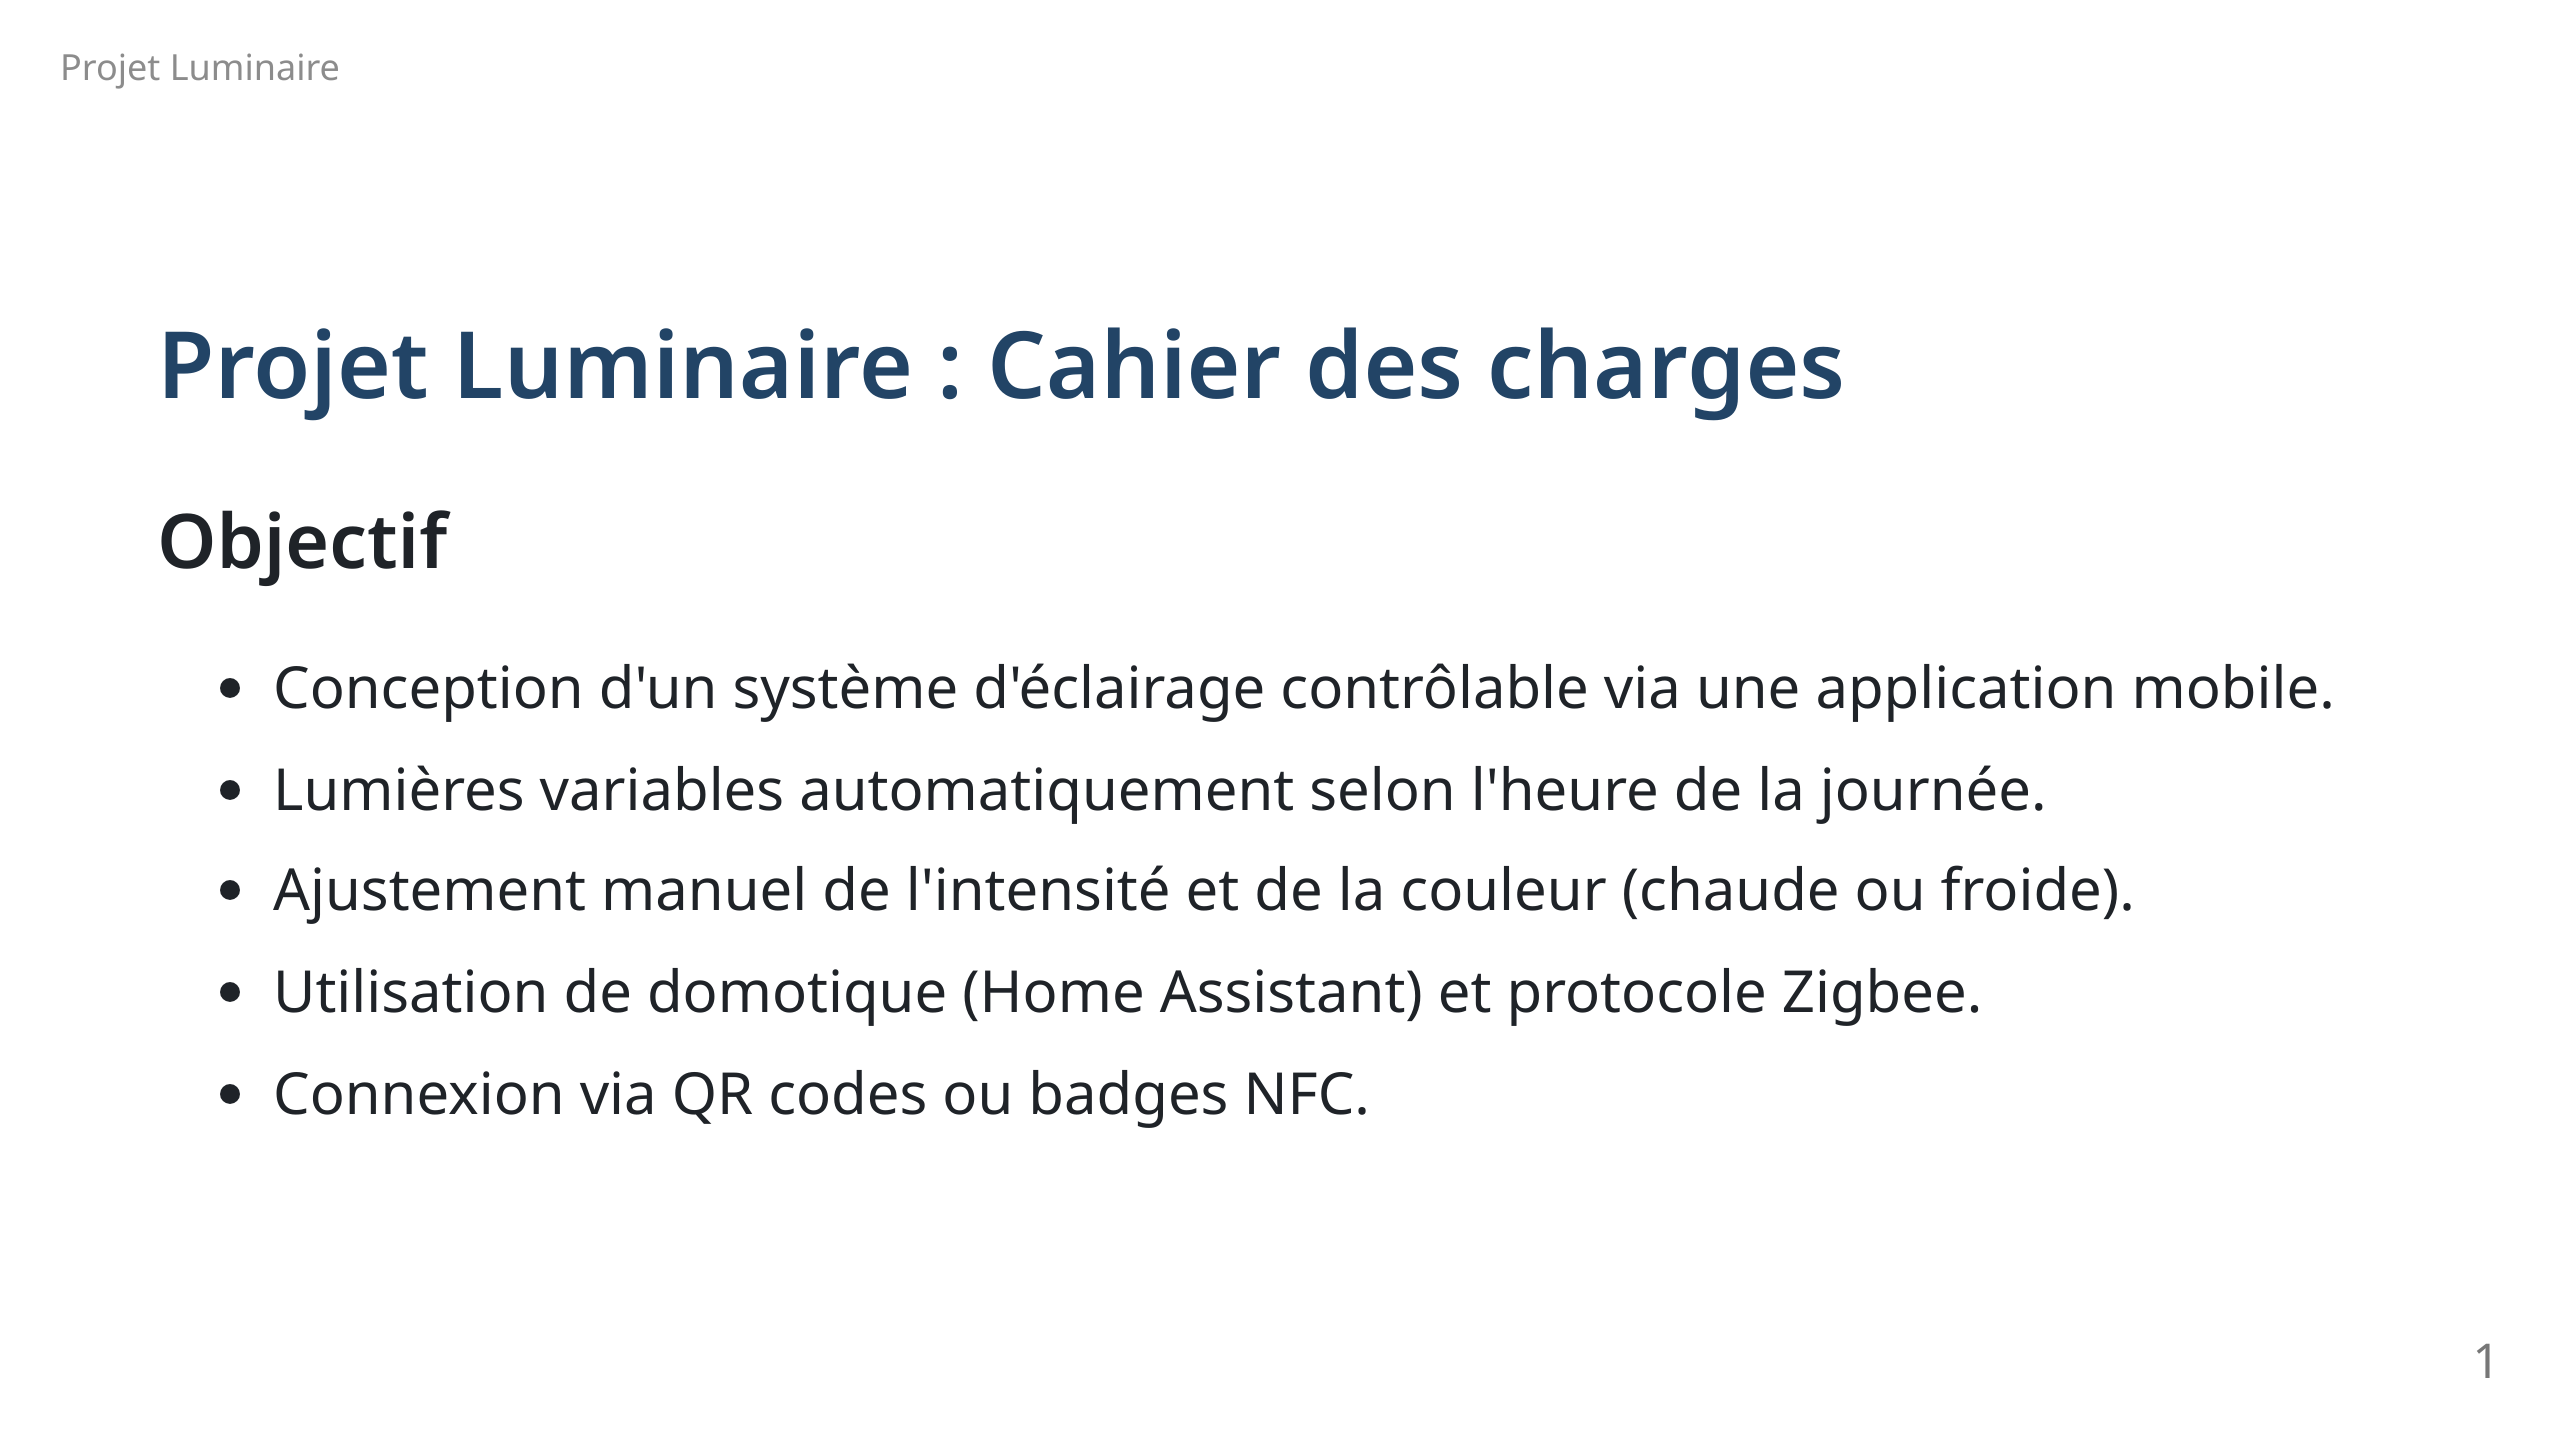 Projet Luminaire
Projet Luminaire : Cahier des charges
Objectif
• Conception d'un système d'éclairage contrôlable via une application mobile.
• Lumières variables automatiquement selon l'heure de la journée.
• Ajustement manuel de l'intensité et de la couleur (chaude ou froide).
• Utilisation de domotique (Home Assistant) et protocole Zigbee.
• Connexion via QR codes ou badges NFC.
1